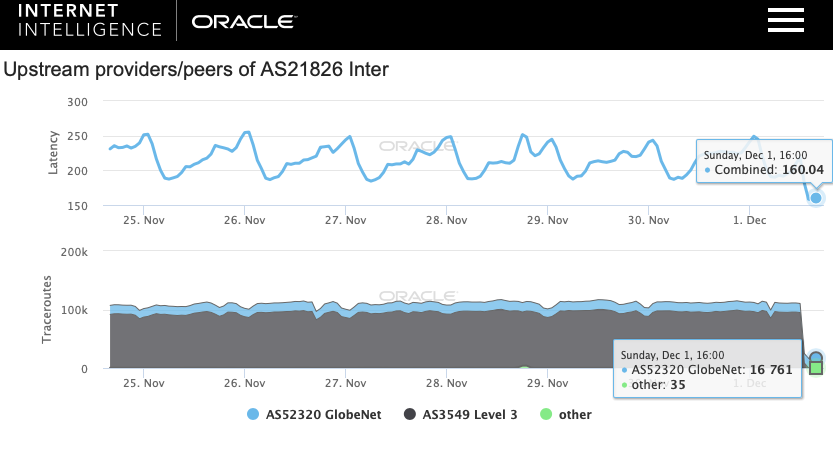 INTERNET
INTELLIGENCE
ORACLE
Upstream providers/peers of AS21826 Inter
300
250
200
150
Latency
ORACLE
Sunday, Dec 1, 16:00
Combined: 160.04
25. Nov 26. Nov 27. Nov 28. Nov 29. Nov 30. Nov 1. Dec
200k
100k
0
Traceroutes
ORACLE
Sunday, Dec 1, 16:00
AS52320 GlobeNet: 16 761
other: 35
25. Nov 26. Nov 27. Nov 28. Nov 29. Nov 1. Dec
AS52320 GlobeNet AS3549 Level 3 other